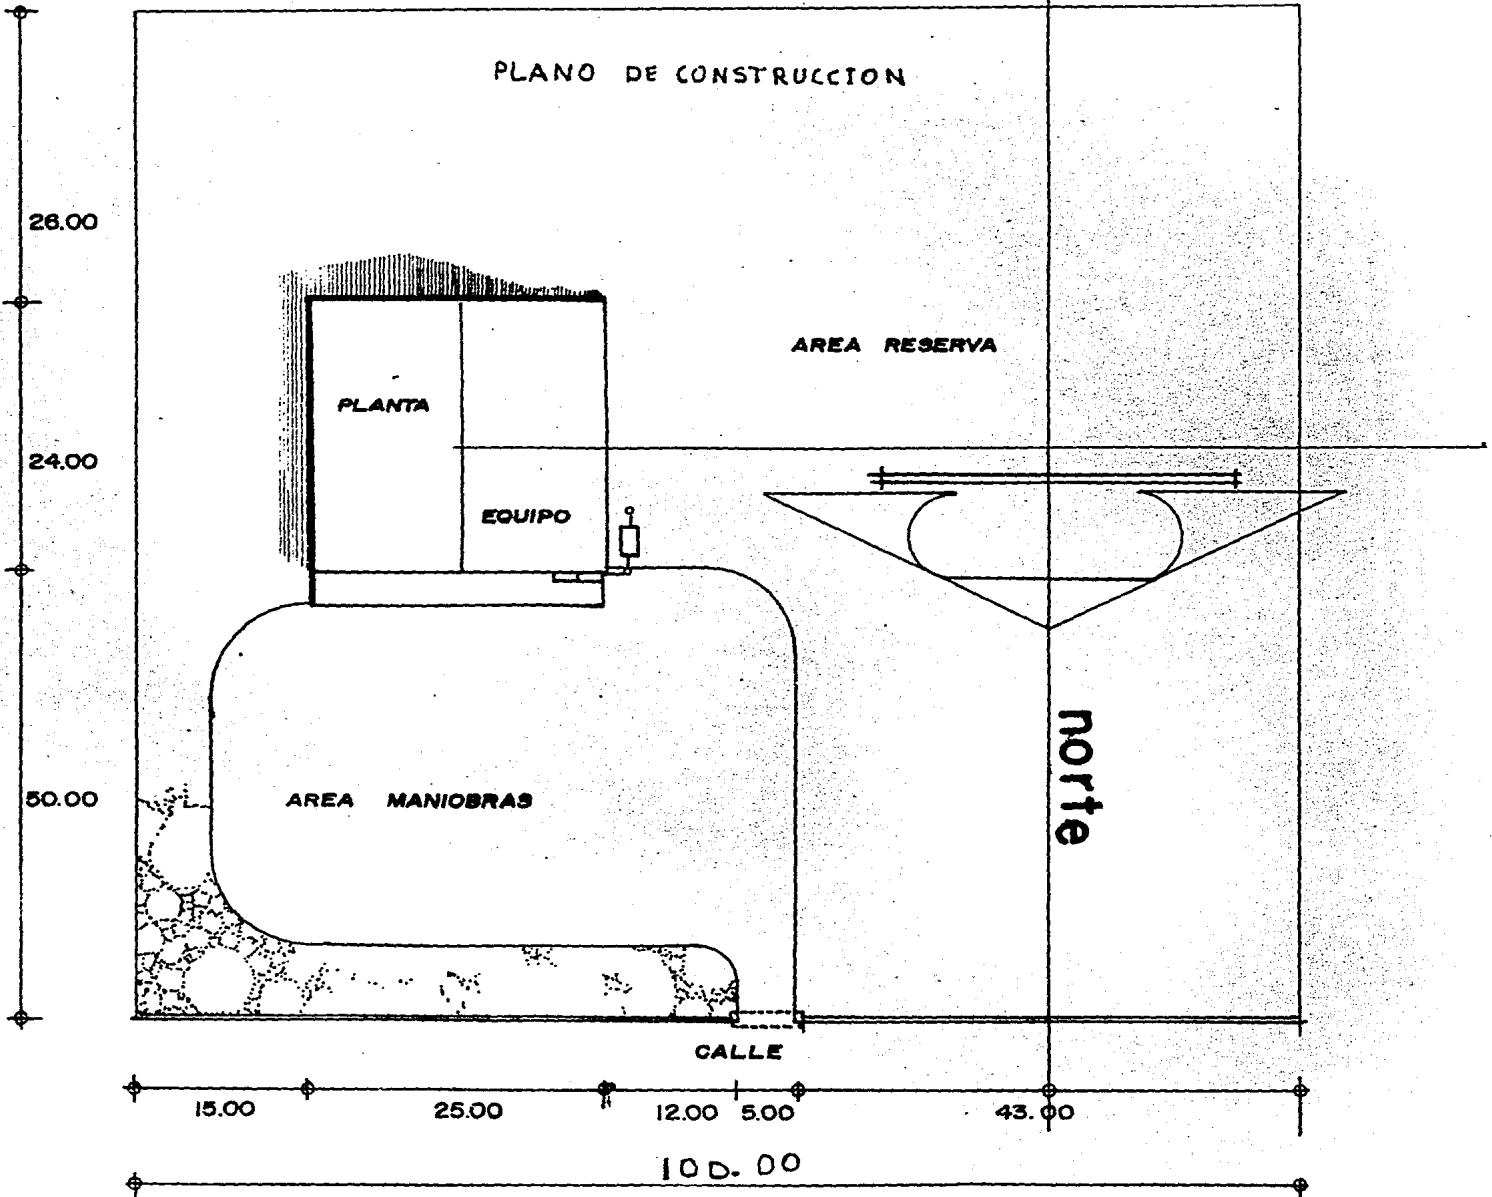 PLANO DE CONSTRUCCION
26.00
AREA RESERVA
PLANTA
24.00
EQUIPO
norte
50.00
AREA MANIOBRAS
CALLE
15.00 25.00 12.00 5.00 43.00
100.00